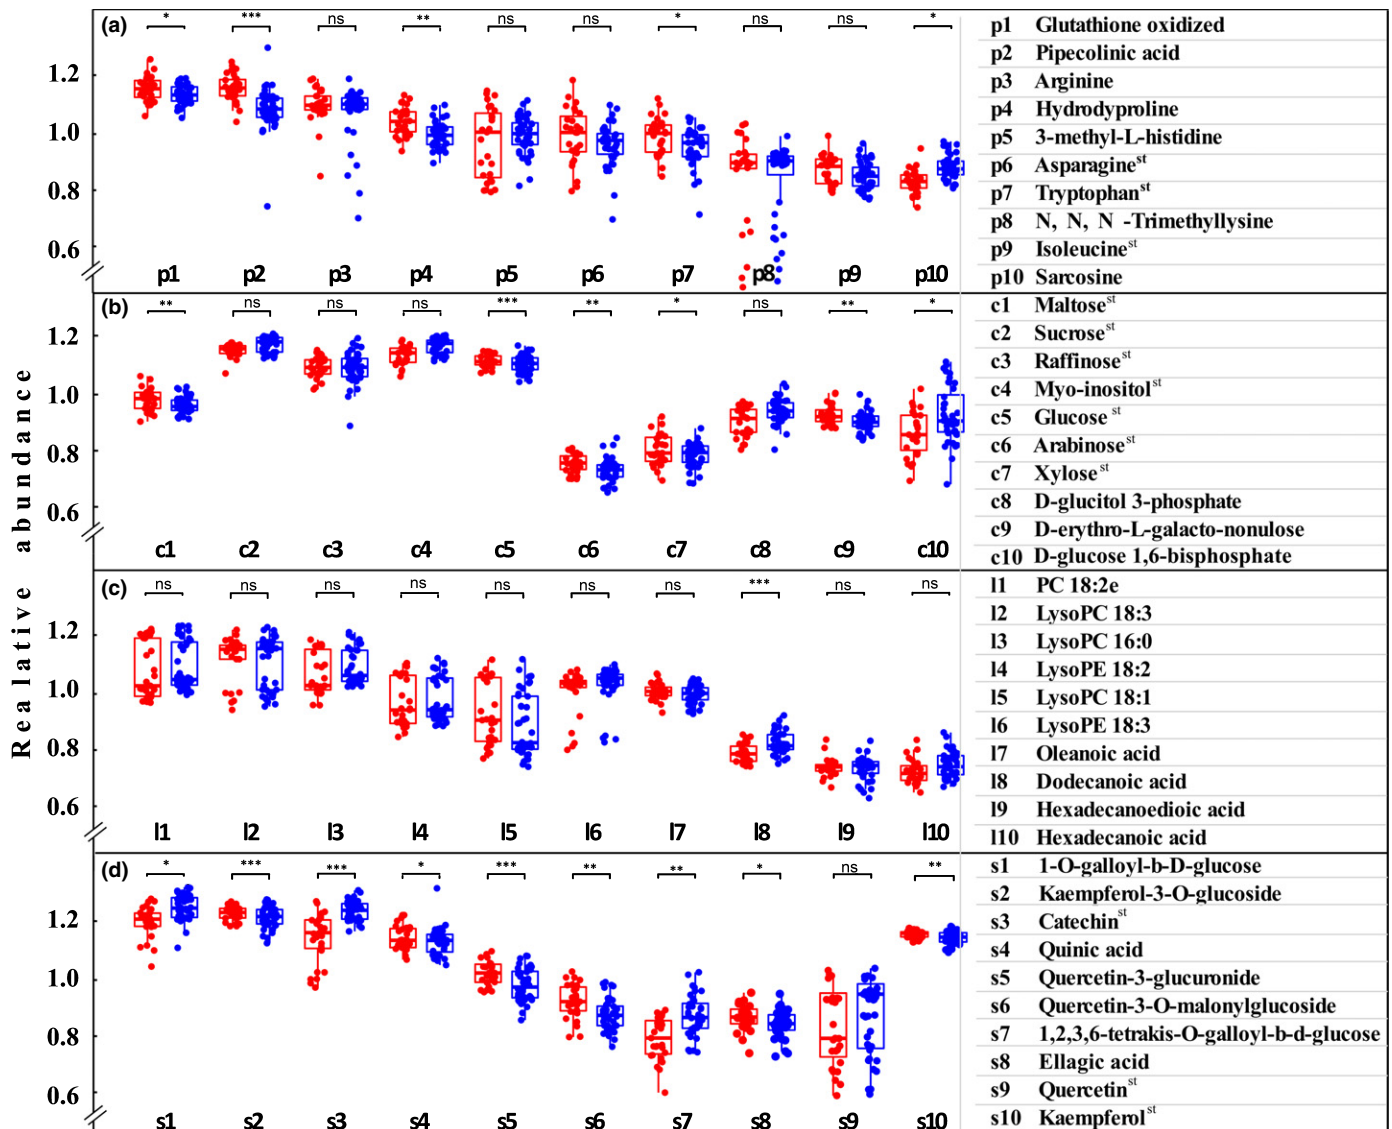 Realative abundance
(a) * *** ns ** ns ns * ns ns *
1.2
1.0
0.8
0.6
p1 p2 p3 p4 p5 p6 p7 p8 p9 p10
p1 Glutathione oxidized
p2 Pipecolinic acid
p3 Arginine
p4 Hydrodyproline
p5 3-methyl-L-histidine
p6 Asparagine st
p7 Tryptophan st
p8 N, N, N -Trimethyllysine
p9 Isoleucine st
p10 Sarcosine
(b) ** ns ns ns *** ** * ns ** *
1.2
1.0
0.8
0.6
c1 c2 c3 c4 c5 c6 c7 c8 c9 c10
c1 Maltose st
c2 Sucrose st
c3 Raffinose st
c4 Myo-inositol st
c5 Glucose st
c6 Arabinose st
c7 Xylose st
c8 D-glucitol 3-phosphate
c9 D-erythro-L-galacto-nonulose
c10 D-glucose 1,6-bisphosphate
(c) ns ns ns ns ns ns ns *** ns ns
1.2
1.0
0.8
0.6
l1 l2 l3 l4 l5 l6 l7 l8 l9 l10
l1 PC 18:2e
l2 LysoPC 18:3
l3 LysoPC 16:0
l4 LysoPE 18:2
l5 LysoPC 18:1
l6 LysoPE 18:3
l7 Oleanoic acid
l8 Dodecanoic acid
l9 Hexadecanoedioic acid
l10 Hexadecanoic acid
(d) * *** *** * *** ** ** * ns **
1.2
1.0
0.8
0.6
s1 s2 s3 s4 s5 s6 s7 s8 s9 s10
s1 1-O-galloyl-b-D-glucose
s2 Kaempferol-3-O-glucoside
s3 Catechin st
s4 Quinic acid
s5 Quercetin-3-glucuronide
s6 Quercetin-3-O-malonylglucoside
s7 1,2,3,6-tetrakis-O-galloyl-b-d-glucose
s8 Ellagic acid
s9 Quercetin st
s10 Kaempferol st